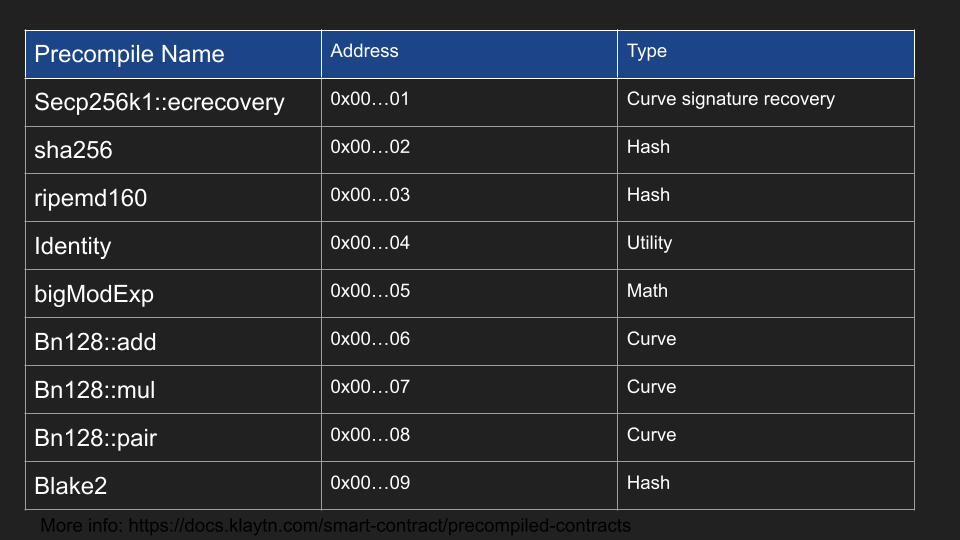 Precompile Name Address Type
Secp256k1::ecrecovery 0x00…01 Curve signature recovery
sha256 0x00…02 Hash
ripemd160 0x00…03 Hash
Identity 0x00…04 Utility
bigModExp 0x00…05 Math
Bn128::add 0x00…06 Curve
Bn128::mul 0x00…07 Curve
Bn128::pair 0x00…08 Curve
Blake2 0x00…09 Hash
More info: https://docs.klaytn.com/smart-contract/precompiled-contracts